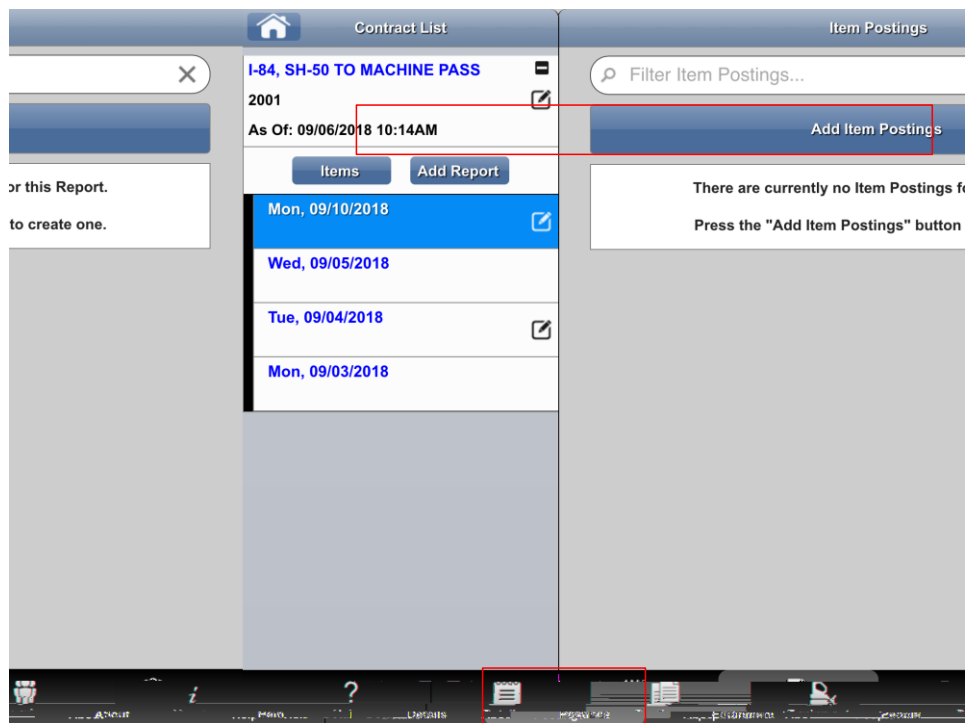 Contract List
Item Postings
I-84, SH-50 TO MACHINE PASS
2001
As Of: 09/06/2018 10:14AM
Filter Item Postings...
Add Item Postings
Items
Add Report
or this Report.
to create one.
There are currently no Item Postings fo
Press the "Add Item Postings" button
Mon, 09/10/2018
Wed, 09/05/2018
Tue, 09/04/2018
Mon, 09/03/2018
About
Details